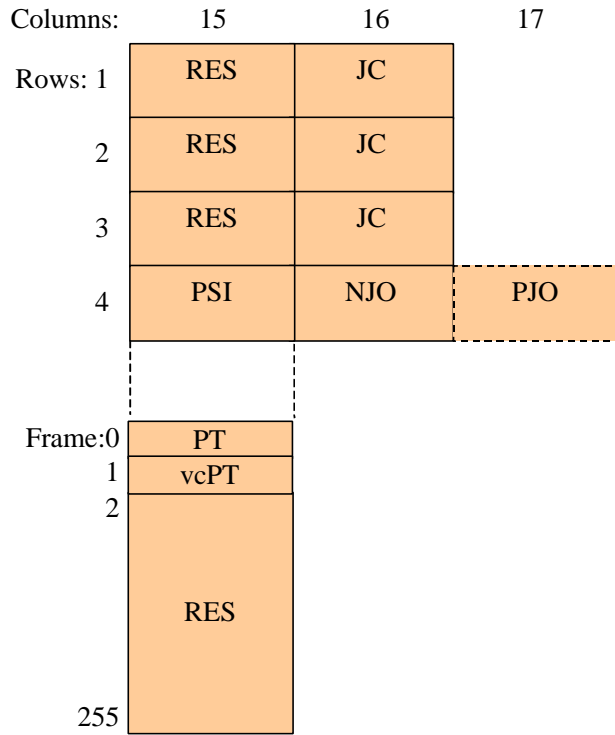 Columns: 15 16 17
Rows: 1 RES JC
2 RES JC
3 RES JC
4 PSI NJO PJO
Frame:0 PT
1 vcPT
2
RES
255